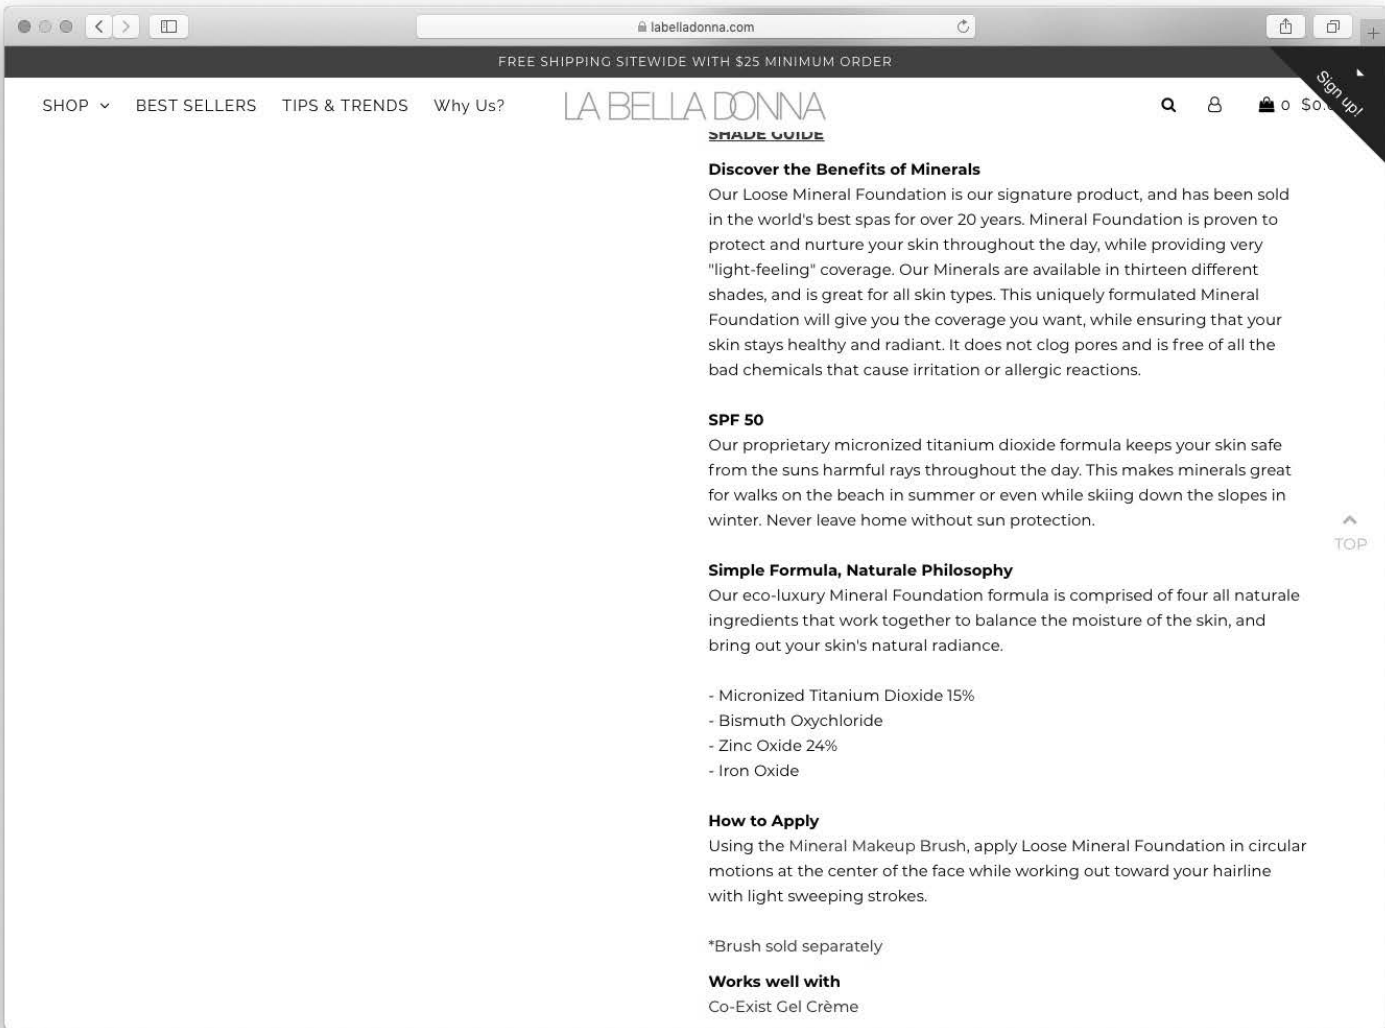 labelladonna.com
FREE SHIPPING SITEWIDE WITH $25 MINIMUM ORDER
SHOP
BEST SELLERS
TIPS & TRENDS
Why Us?
LA BELLA DONNA
0
Sign up!
SHADE GUIDE
Discover the Benefits of Minerals
Our Loose Mineral Foundation is our signature product, and has been sold
in the world's best spas for over 20 years. Mineral Foundation is proven to
protect and nurture your skin throughout the day, while providing very
"light-feeling" coverage. Our Minerals are available in thirteen different
shades, and is great for all skin types. This uniquely formulated Mineral
Foundation will give you the coverage you want, while ensuring that your
skin stays healthy and radiant. It does not clog pores and is free of all the
bad chemicals that cause irritation or allergic reactions.
SPF 50
Our proprietary micronized titanium dioxide formula keeps your skin safe
from the suns harmful rays throughout the day. This makes minerals great
for walks on the beach in summer or even while skiing down the slopes in
winter. Never leave home without sun protection.
TOP
Simple Formula, Naturale Philosophy
Our eco-luxury Mineral Foundation formula is comprised of four all naturale
ingredients that work together to balance the moisture of the skin, and
bring out your skin's natural radiance.
- Micronized Titanium Dioxide 15%
- Bismuth Oxychloride
- Zinc Oxide 24%
- Iron Oxide
How to Apply
Using the Mineral Makeup Brush, apply Loose Mineral Foundation in circular
motions at the center of the face while working out toward your hairline
with light sweeping strokes.
*Brush sold separately
Works well with
Co-Exist Gel Crème